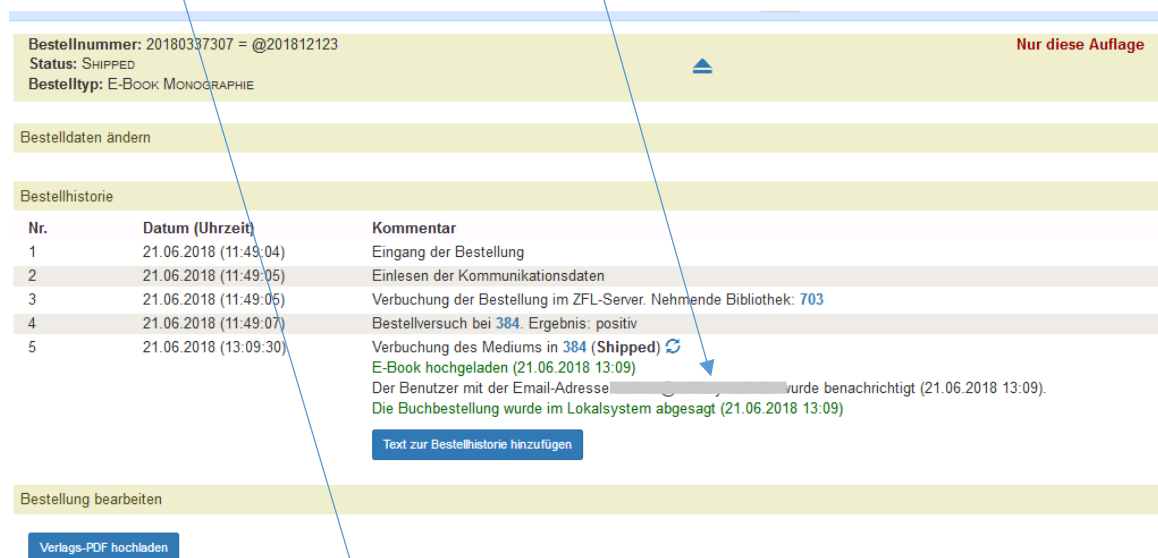 Bestellnummer: 20180337307 = @201812123 Nur diese Auflage
Status: SHIPPED
Bestelltyp: E-BOOK MONOGRAPHIE
Bestelldaten ändern
Bestellhistorie
Nr. Datum (Uhrzeit) Kommentar
1 21.06.2018 (11:49:04) Eingang der Bestellung
2 21.06.2018 (11:49:05) Einlesen der Kommunikationsdaten
3 21.06.2018 (11:49:05) Verbuchung der Bestellung im ZFL-Server. Nehmende Bibliothek: 703
4 21.06.2018 (11:49:07) Bestellversuch bei 384. Ergebnis: positiv
5 21.06.2018 (13:09:30) Verbuchung des Mediums in 384 (Shipped)
E-Book hochgeladen (21.06.2018 13:09)
Der Benutzer mit der Email-Adresse wurde benachrichtigt (21.06.2018 13:09).
Die Buchbestellung wurde im Lokalsystem abgesagt (21.06.2018 13:09)
Text zur Bestellhistorie hinzufügen
Bestellung bearbeiten
Verlags-PDF hochladen